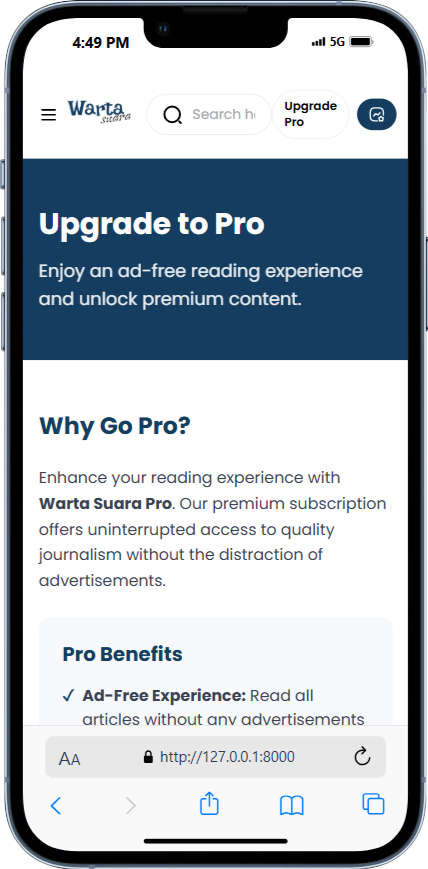 4:49 PM
5G
Warta
suara
Search h
Upgrade
Pro
Upgrade to Pro
Enjoy an ad-free reading experience
and unlock premium content.
Why Go Pro?
Enhance your reading experience with
Warta Suara Pro. Our premium subscription
offers uninterrupted access to quality
journalism without the distraction of
advertisements.
Pro Benefits
✓ Ad-Free Experience: Read all
articles without any advertisements
AA
http://127.0.0.1:8000